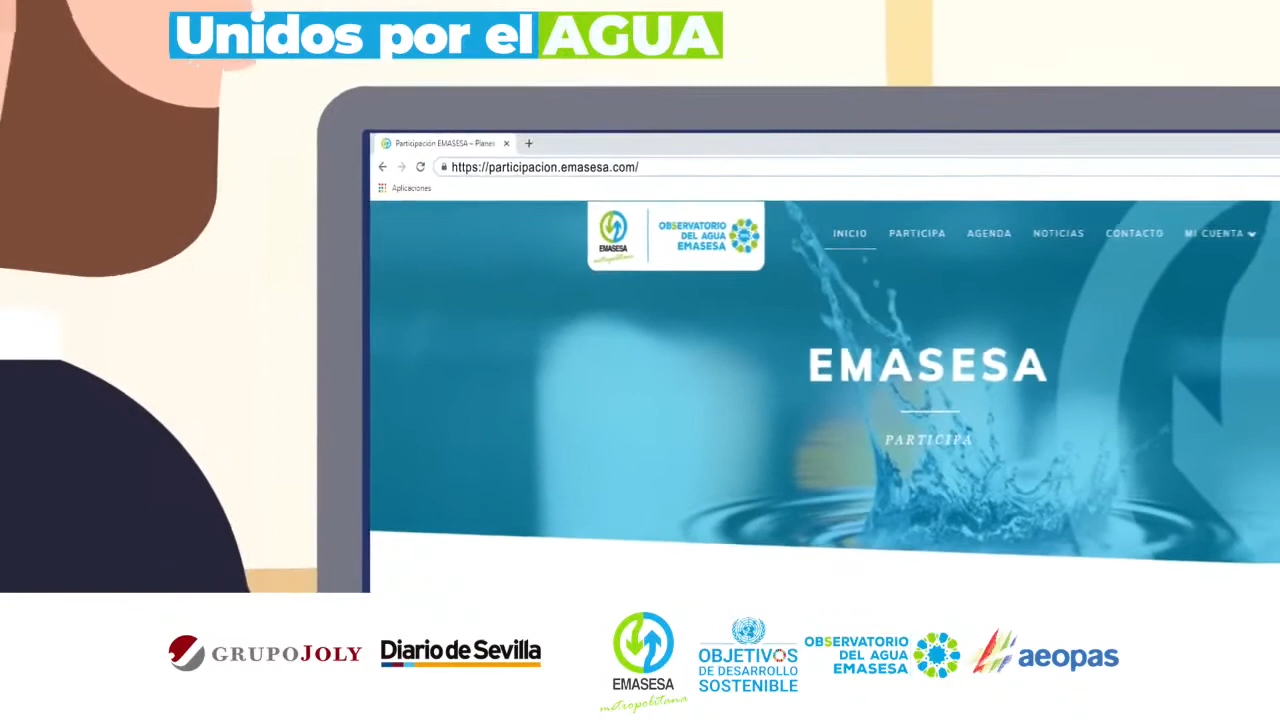 Unidos por el AGUA
Participación EMASESA – Planes
https://participacion.emasesa.com/
Aplicaciones
EMASESA
metropolitana
OBSERVATORIO
DEL AGUA
EMASESA
INICIO PARTICIPA AGENDA NOTICIAS CONTACTO MI CUENTA
EMASESA
PARTICIPA
GRUPOJOLY
Diario de Sevilla
EMASESA
metropolitana
OBJETIVOS
DE DESARROLLO
SOSTENIBLE
OBSERVATORIO
DEL AGUA
EMASESA
aeopas